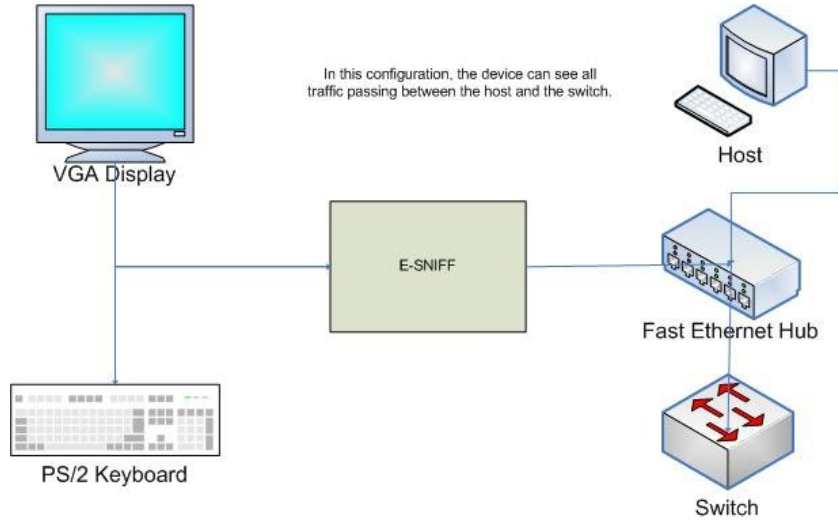 In this configuration, the device can see all
traffic passing between the host and the switch.
Host
VGA Display
E-SNIFF
Fast Ethernet Hub
PS/2 Keyboard
Switch